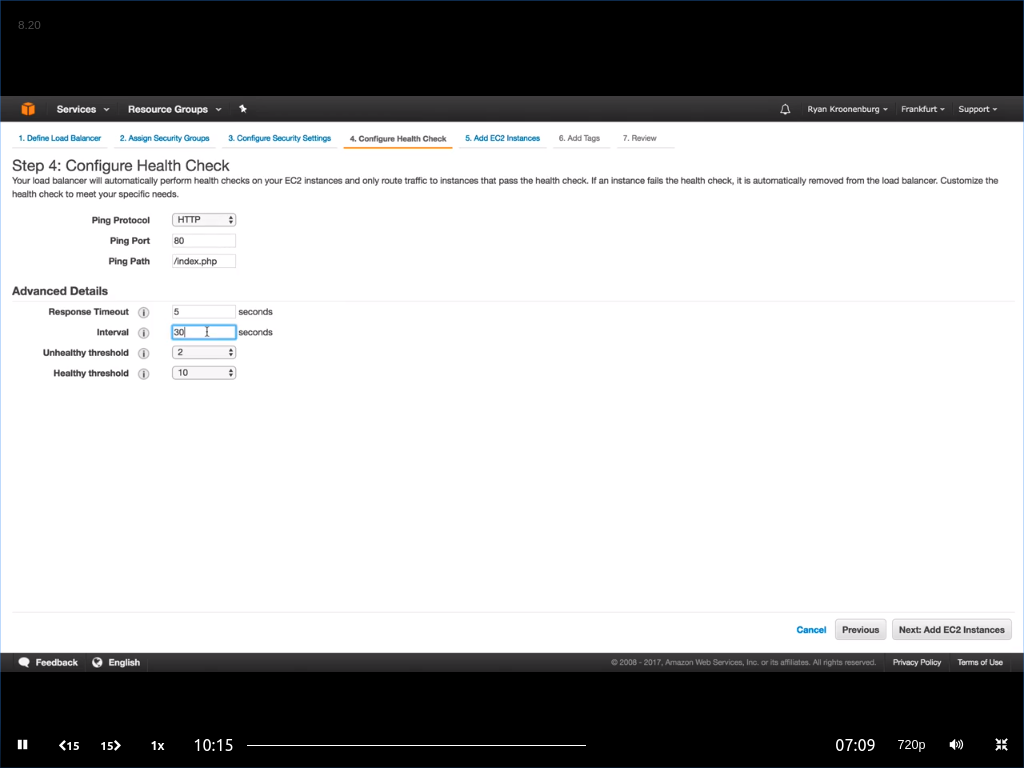 8.20
Services Resource Groups Ryan Kroonenburg Frankfurt Support
1. Define Load Balancer 2. Assign Security Groups 3. Configure Security Settings 4. Configure Health Check 5. Add EC2 Instances 6. Add Tags 7. Review
Step 4: Configure Health Check
Your load balancer will automatically perform health checks on your EC2 instances and only route traffic to instances that pass the health check. If an instance fails the health check, it is automatically removed from the load balancer. Customize the
health check to meet your specific needs.
Ping Protocol HTTP
Ping Port 80
Ping Path /index.php
Advanced Details
Response Timeout i 5 seconds
Interval i 30 seconds
Unhealthy threshold i 2
Healthy threshold i 10
Cancel Previous Next: Add EC2 Instances
Feedback English © 2008 - 2017, Amazon Web Services, Inc. or its affiliates. All rights reserved. Privacy Policy Terms of Use
15 15 1x 10:15 07:09 720p